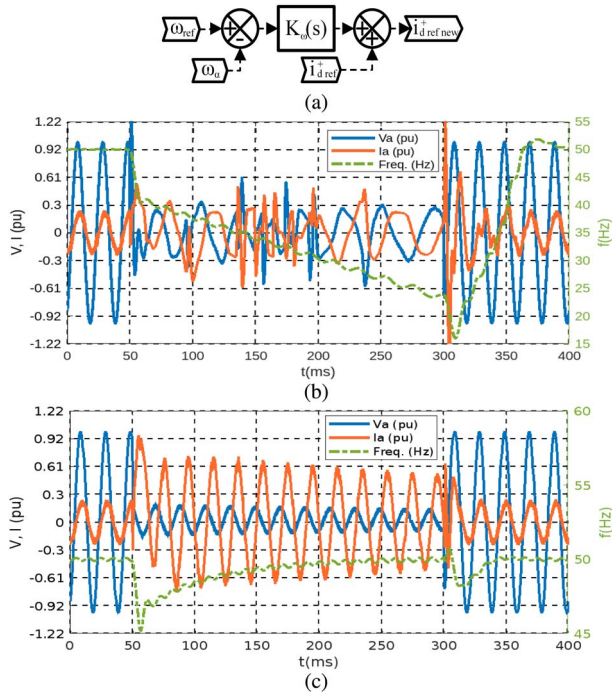 ω_ref + - K_ω(s) + + i⁺_d ref new
ω_α i⁺_d ref
(a)
1.22 55
0.92 Va (pu) 50
Ia (pu)
0.61 Freq. (Hz) 45
0.3 40
V, I (pu) 0 35 f(Hz)
-0.3 30
-0.61 25
-0.92 20
-1.22 15
0 50 100 150 200 250 300 350 400
t(ms)
(b)
1.22 60
Va (pu)
0.92 Ia (pu)
Freq. (Hz)
0.61 55
0.3
V, I (pu) 0 f(Hz)
-0.3 50
-0.61
-0.92
-1.22 45
0 50 100 150 200 250 300 350 400
t(ms)
(c)